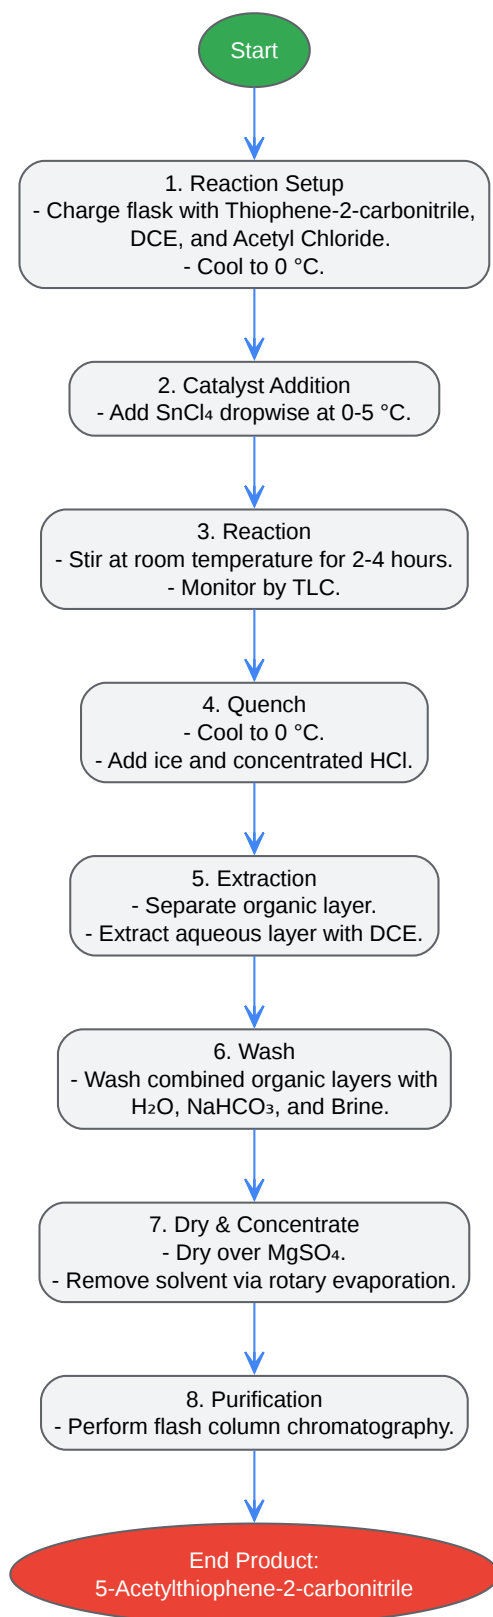 Start
1. Reaction Setup
- Charge flask with Thiophene-2-carbonitrile,
DCE, and Acetyl Chloride.
- Cool to 0 °C.
2. Catalyst Addition
- Add SnCl₄ dropwise at 0-5 °C.
3. Reaction
- Stir at room temperature for 2-4 hours.
- Monitor by TLC.
4. Quench
- Cool to 0 °C.
- Add ice and concentrated HCl.
5. Extraction
- Separate organic layer.
- Extract aqueous layer with DCE.
6. Wash
- Wash combined organic layers with
H₂O, NaHCO₃, and Brine.
7. Dry & Concentrate
- Dry over MgSO₄.
- Remove solvent via rotary evaporation.
8. Purification
- Perform flash column chromatography.
End Product:
5-Acetylthiophene-2-carbonitrile